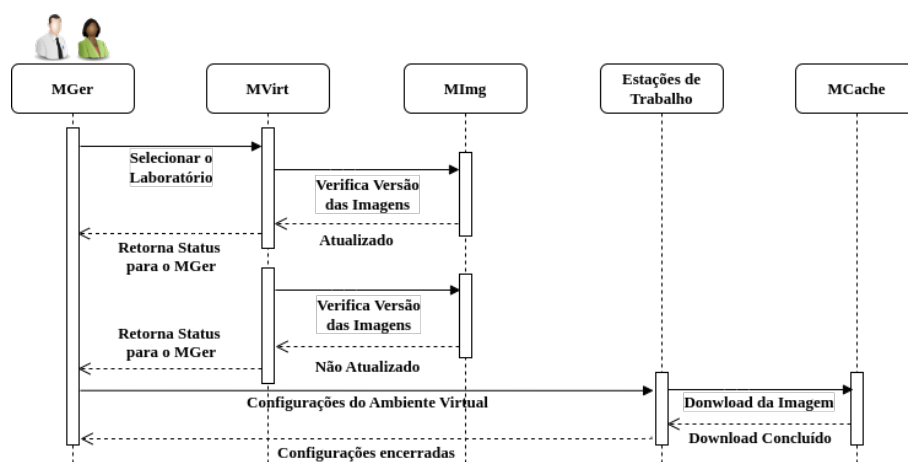 MGer
MVirt
MImg
Estações de
Trabalho
MCache
Selecionar o
Laboratório
Verifica Versão
das Imagens
Atualizado
Retorna Status
para o MGer
Verifica Versão
das Imagens
Retorna Status
para o MGer
Não Atualizado
Configurações do Ambiente Virtual
Donwload da Imagem
Download Concluído
Configurações encerradas